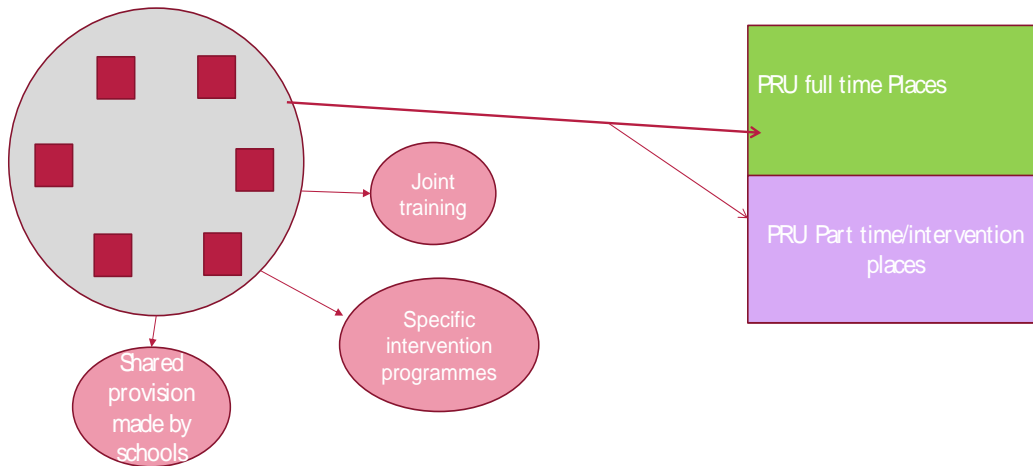 PRU full time Places
Joint
training
PRU Part time/intervention
places
Specific
intervention
programmes
Shared
provision
made by
schools